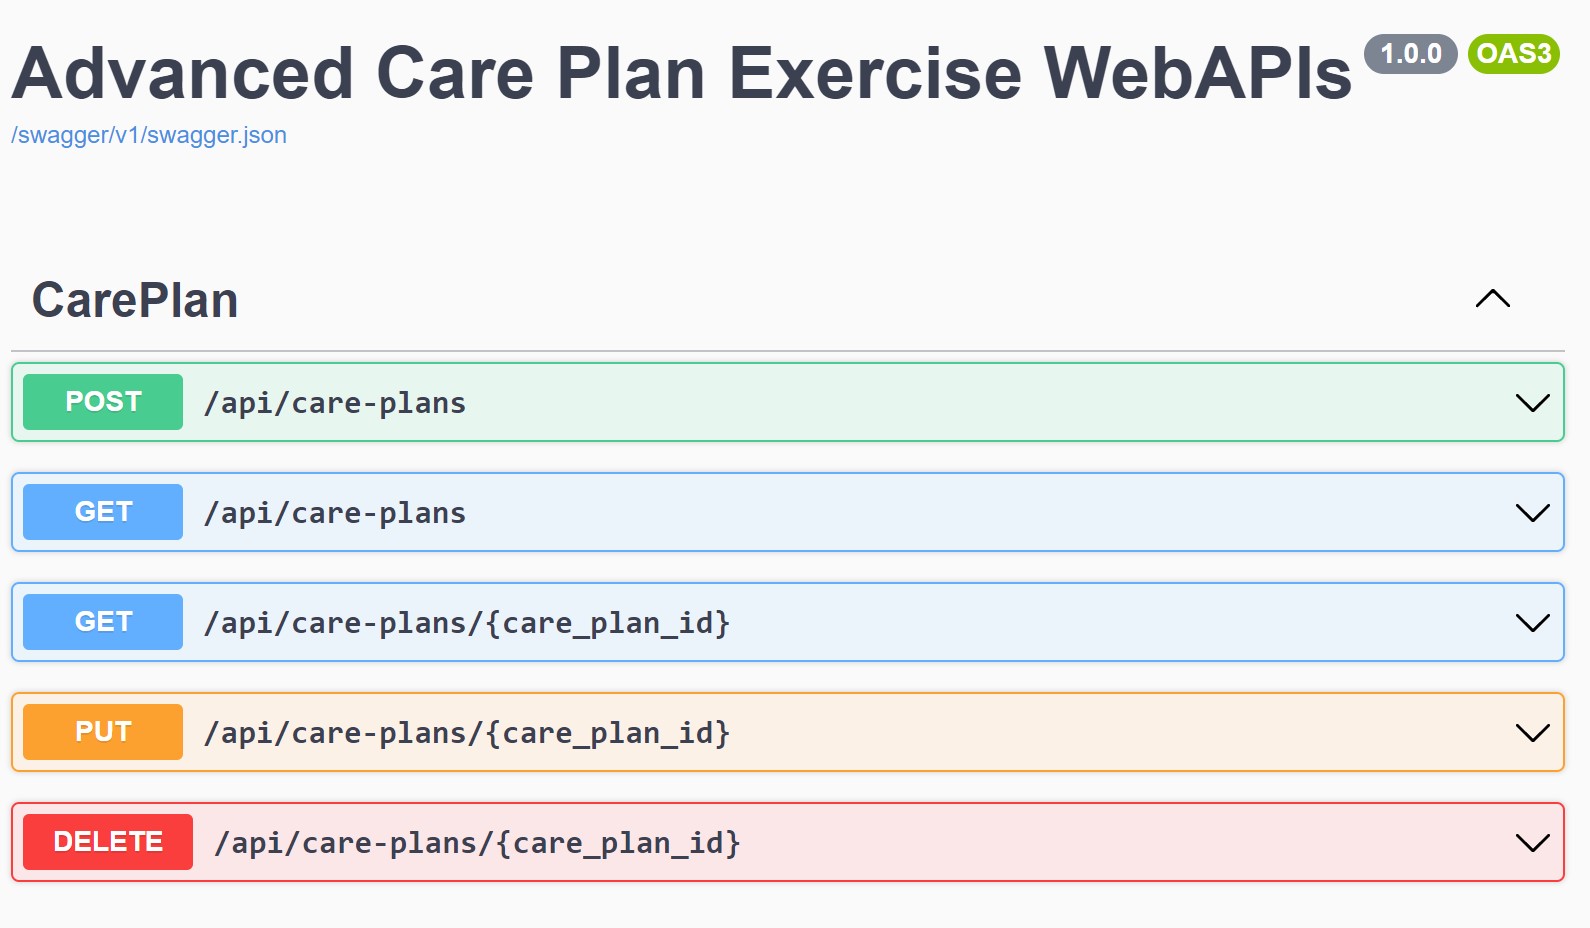 Advanced Care Plan Exercise WebAPIs 1.0.0 OAS3
/swagger/v1/swagger.json
CarePlan
POST /api/care-plans
GET /api/care-plans
GET /api/care-plans/{care_plan_id}
PUT /api/care-plans/{care_plan_id}
DELETE /api/care-plans/{care_plan_id}